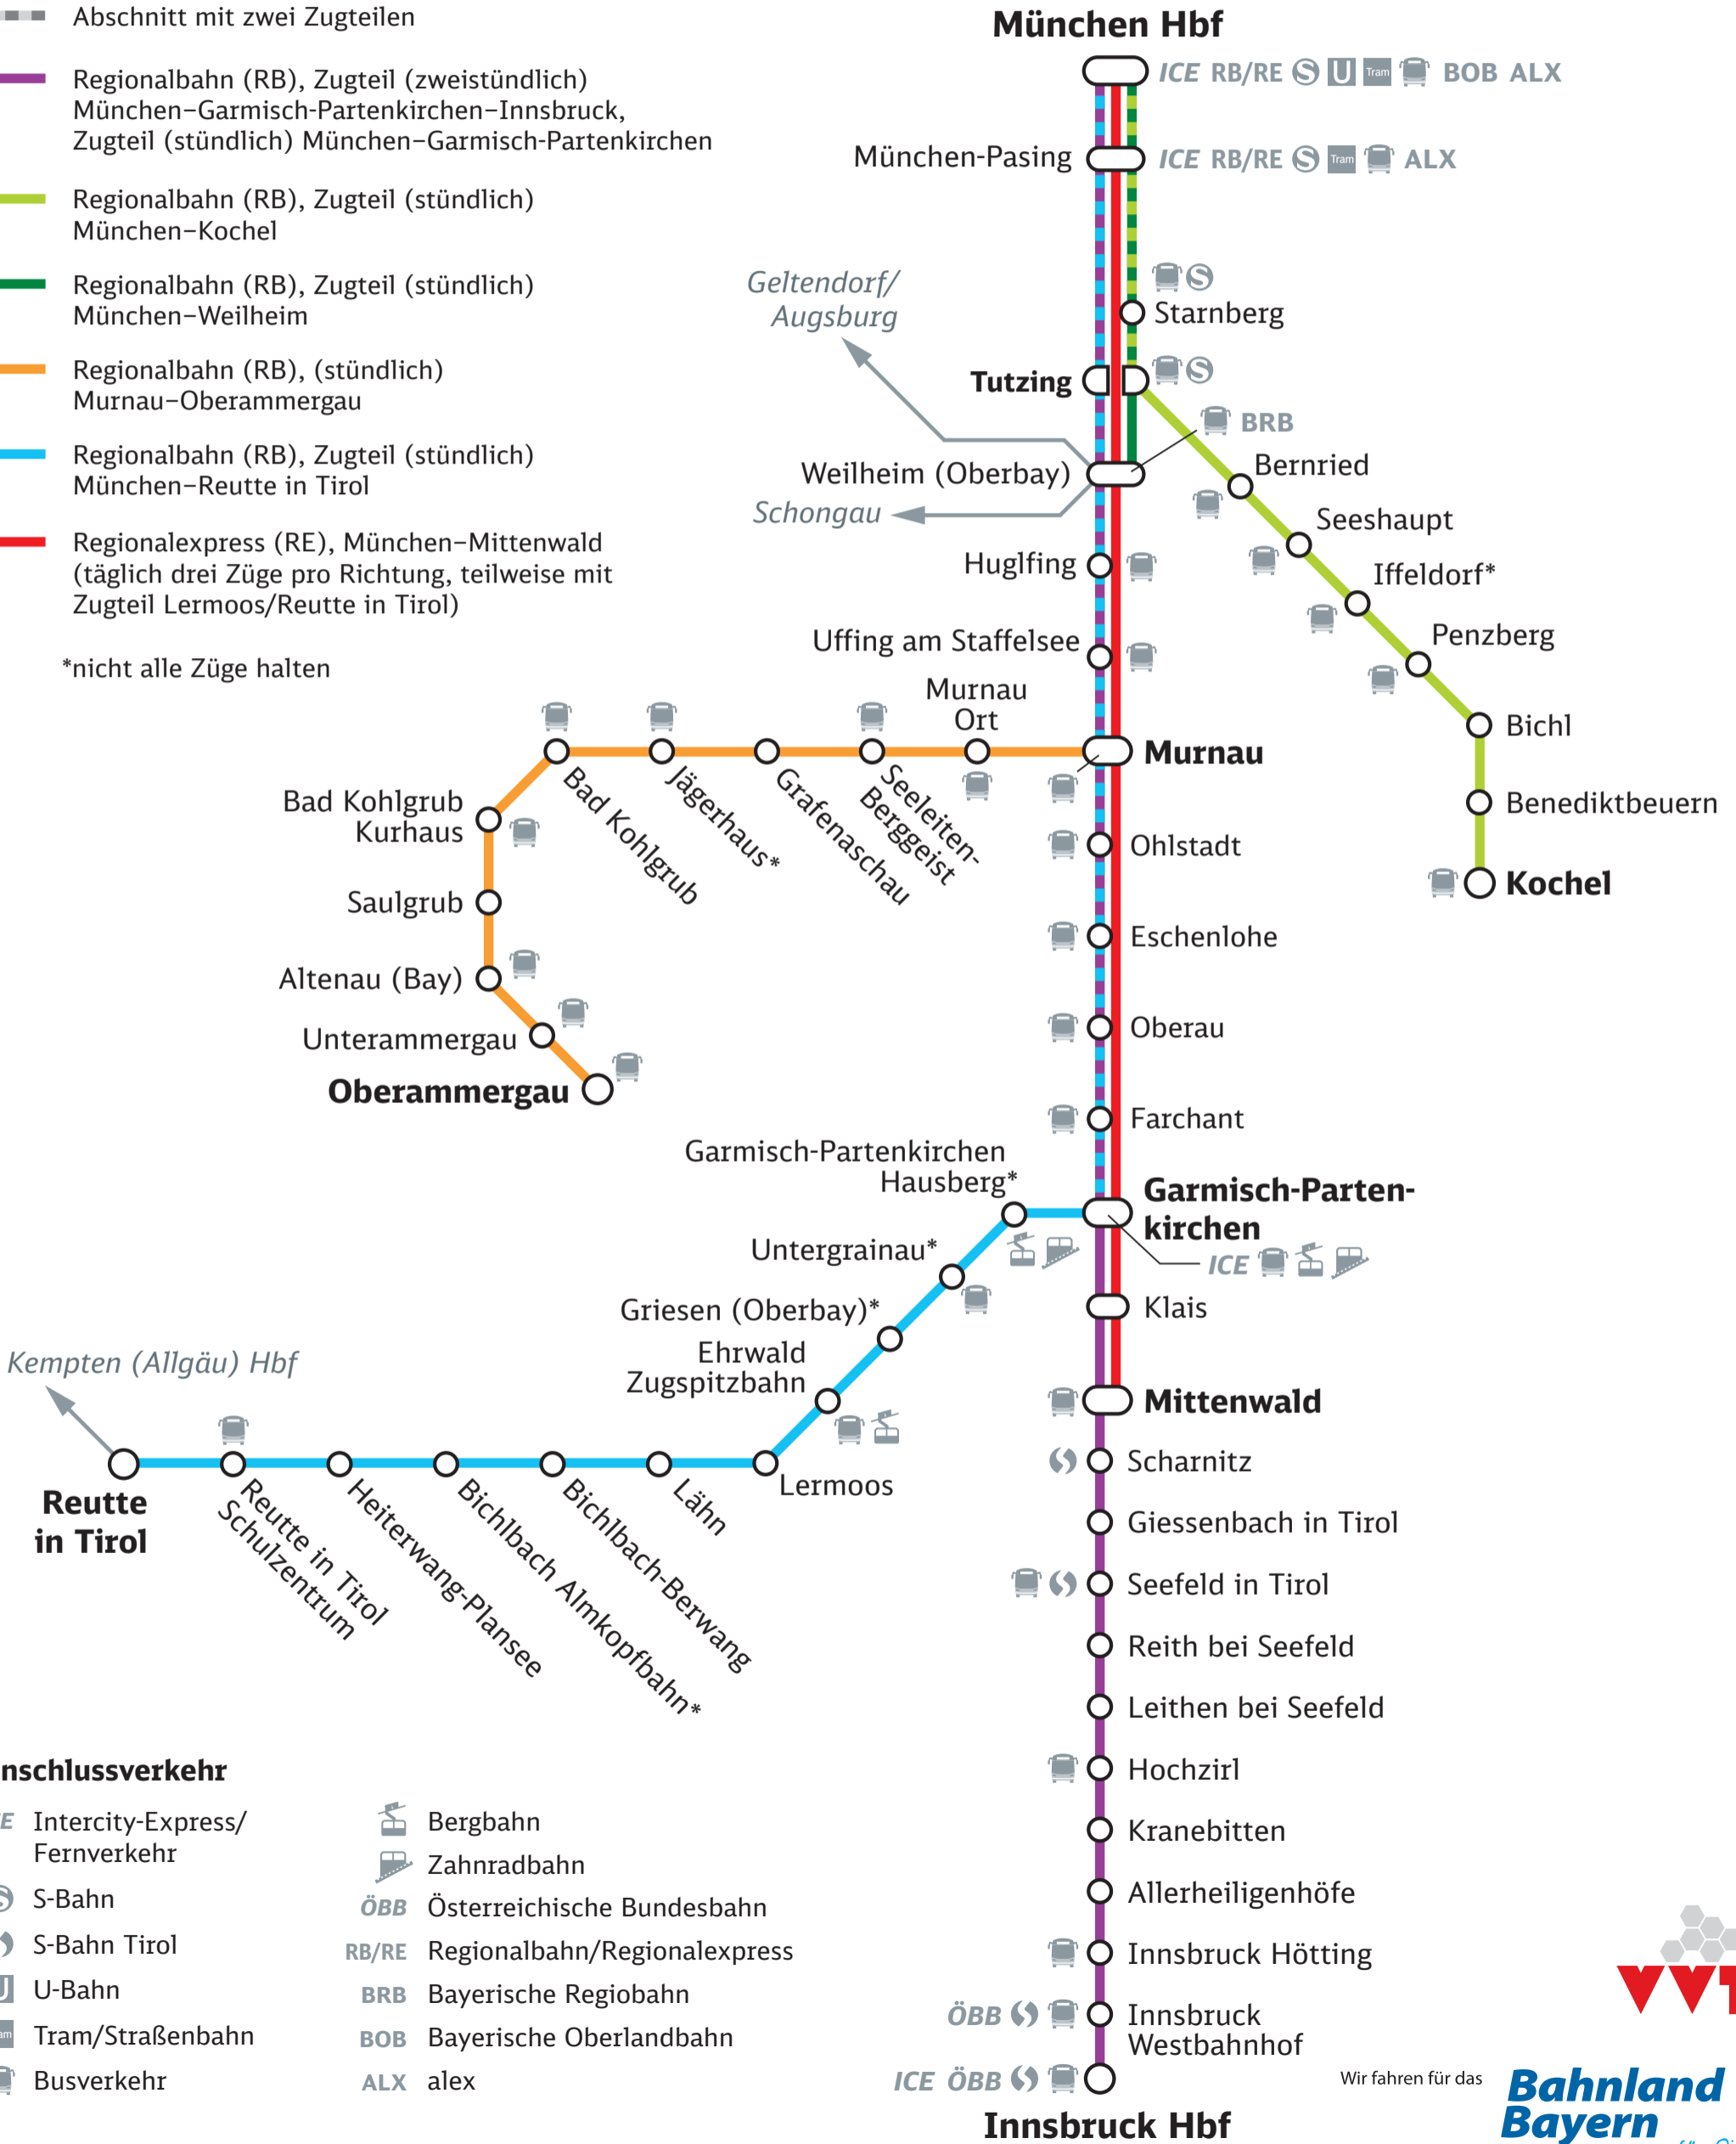 Abschnitt mit zwei Zugteilen
Regionalbahn (RB), Zugteil (zweistündlich)
München–Garmisch-Partenkirchen–Innsbruck,
Zugteil (stündlich) München–Garmisch-Partenkirchen
Regionalbahn (RB), Zugteil (stündlich)
München–Kochel
Regionalbahn (RB), Zugteil (stündlich)
München–Weilheim
Regionalbahn (RB), (stündlich)
Murnau–Oberammergau
Regionalbahn (RB), Zugteil (stündlich)
München–Reutte in Tirol
Regionalexpress (RE), München–Mittenwald
(täglich drei Züge pro Richtung, teilweise mit
Zugteil Lermoos/Reutte in Tirol)
*nicht alle Züge halten
München Hbf
ICE RB/RE S U Tram BOB ALX
München-Pasing
ICE RB/RE S Tram ALX
Geltendorf/
Augsburg
S
Starnberg
Tutzing
S
BRB
Weilheim (Oberbay)
Schongau
Bernried
Seeshaupt
Iffeldorf*
Penzberg
Bichl
Benediktbeuern
Kochel
Huglfing
Uffing am Staffelsee
Murnau
Ort
Murnau
Seeleiten-
Berggeist
Grafenaschau
Jägerhaus*
Bad Kohlgrub
Bad Kohlgrub
Kurhaus
Saulgrub
Altenau (Bay)
Unterammergau
Oberammergau
Ohlstadt
Eschenlohe
Oberau
Farchant
Garmisch-Parten-
kirchen
ICE
Garmisch-Partenkirchen
Hausberg*
Untergrainau*
Griesen (Oberbay)*
Ehrwald
Zugspitzbahn
Lermoos
Lähn
Bichlbach-Berwang
Bichlbach Almkopfbahn*
Heiterwang-Plansee
Reutte in Tirol
Schulzentrum
Reutte
in Tirol
Kempten (Allgäu) Hbf
Klais
Mittenwald
Scharnitz
Giessenbach in Tirol
Seefeld in Tirol
Reith bei Seefeld
Leithen bei Seefeld
Hochzirl
Kranebitten
Allerheiligenhöfe
Innsbruck Hötting
ÖBB
Innsbruck
Westbahnhof
ICE ÖBB
Innsbruck Hbf
nschlussverkehr
E Intercity-Express/
Fernverkehr
S S-Bahn
S-Bahn Tirol
U U-Bahn
am Tram/Straßenbahn
Busverkehr
Bergbahn
Zahnradbahn
ÖBB Österreichische Bundesbahn
RB/RE Regionalbahn/Regionalexpress
BRB Bayerische Regiobahn
BOB Bayerische Oberlandbahn
ALX alex
VVT
Wir fahren für das
Bahnland
Bayern